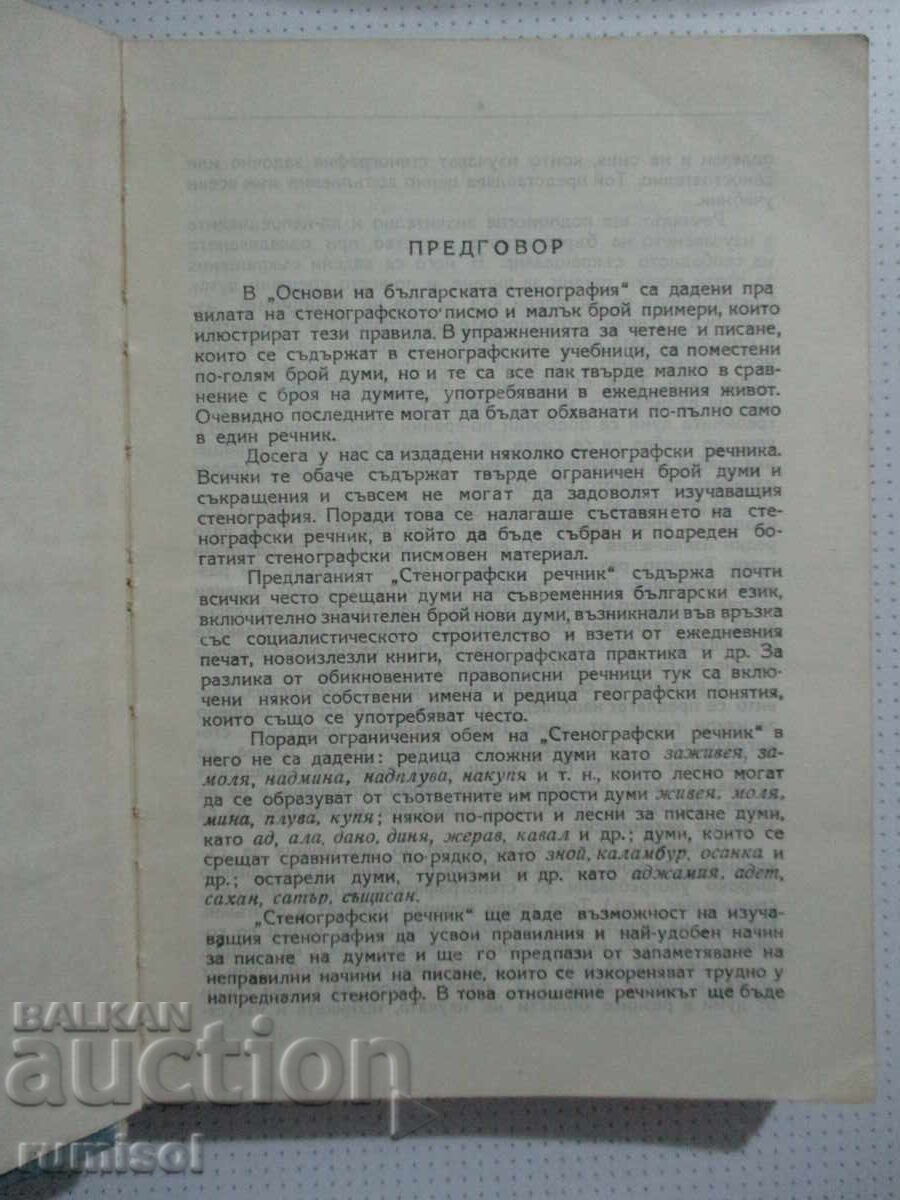 ПРЕДГОВОР
В „Основи на българската стенография“ са дадени пра
вилата на стенографското писмо и малък брой примери, които
илюстрират тези правила. В упражненията за четене и писане,
които се съдържат в стенографските учебници, са поместени
по-голям брой думи, но и те са все пак твърде малко в срав-
нение с броя на думите, употребявани в ежедневния живот.
Очевидно последните могат да бъдат обхванати по-пълно само
в един речник.
Досега у нас са издадени няколко стенографски речника.
Всички те обаче съдържат твърде ограничен брой думи и
съкращения и съвсем не могат да задоволят изучаващия
стенография. Поради това се налагаше съставянето на сте-
нографски речник, в който да бъде събран и подреден бо-
гатият стенографски писмовен материал.
Предлаганият „Стенографски речник“ съдържа почти
всички често срещани думи на съвременния български език,
включително значителен брой нови думи, възникнали във връзка
със социалистическото строителство и взети от ежедневния
печат, новоизлезли книги, стенографската практика и др. За
разлика от обикновените правописни речници тук са вклю-
чени някои собствени имена и редица географски понятия,
които също се употребяват често.
Поради ограничения обем на „Стенографски речник“ в
него не са дадени: редица сложни думи като заживея, за-
моля, надмина, надплува, накупя и т. н., които лесно могат
да се образуват от съответните им прости думи живея, моля,
мина, плува, купя; някои по-прости и лесни за писане думи,
като ад, ала, дано, диня, жерав, кавал и др.; думи, които се
срещат сравнително по рядко, като зной, каламбур, осанка и
др.; остарели думи, турцизми и др. като аджамия, адет,
сахан, сатър, същисан.
„Стенографски речник“ ще даде възможност на изуча-
ващия стенография да усвои правилния и най-удобен начин
за писане на думите и ще го предпази от запаметяване на
неправилни начини на писане, които се изкореняват трудно у
напредналия стенограф. В това отношение речникът ще бъде
BALKAN
auction
rumisol